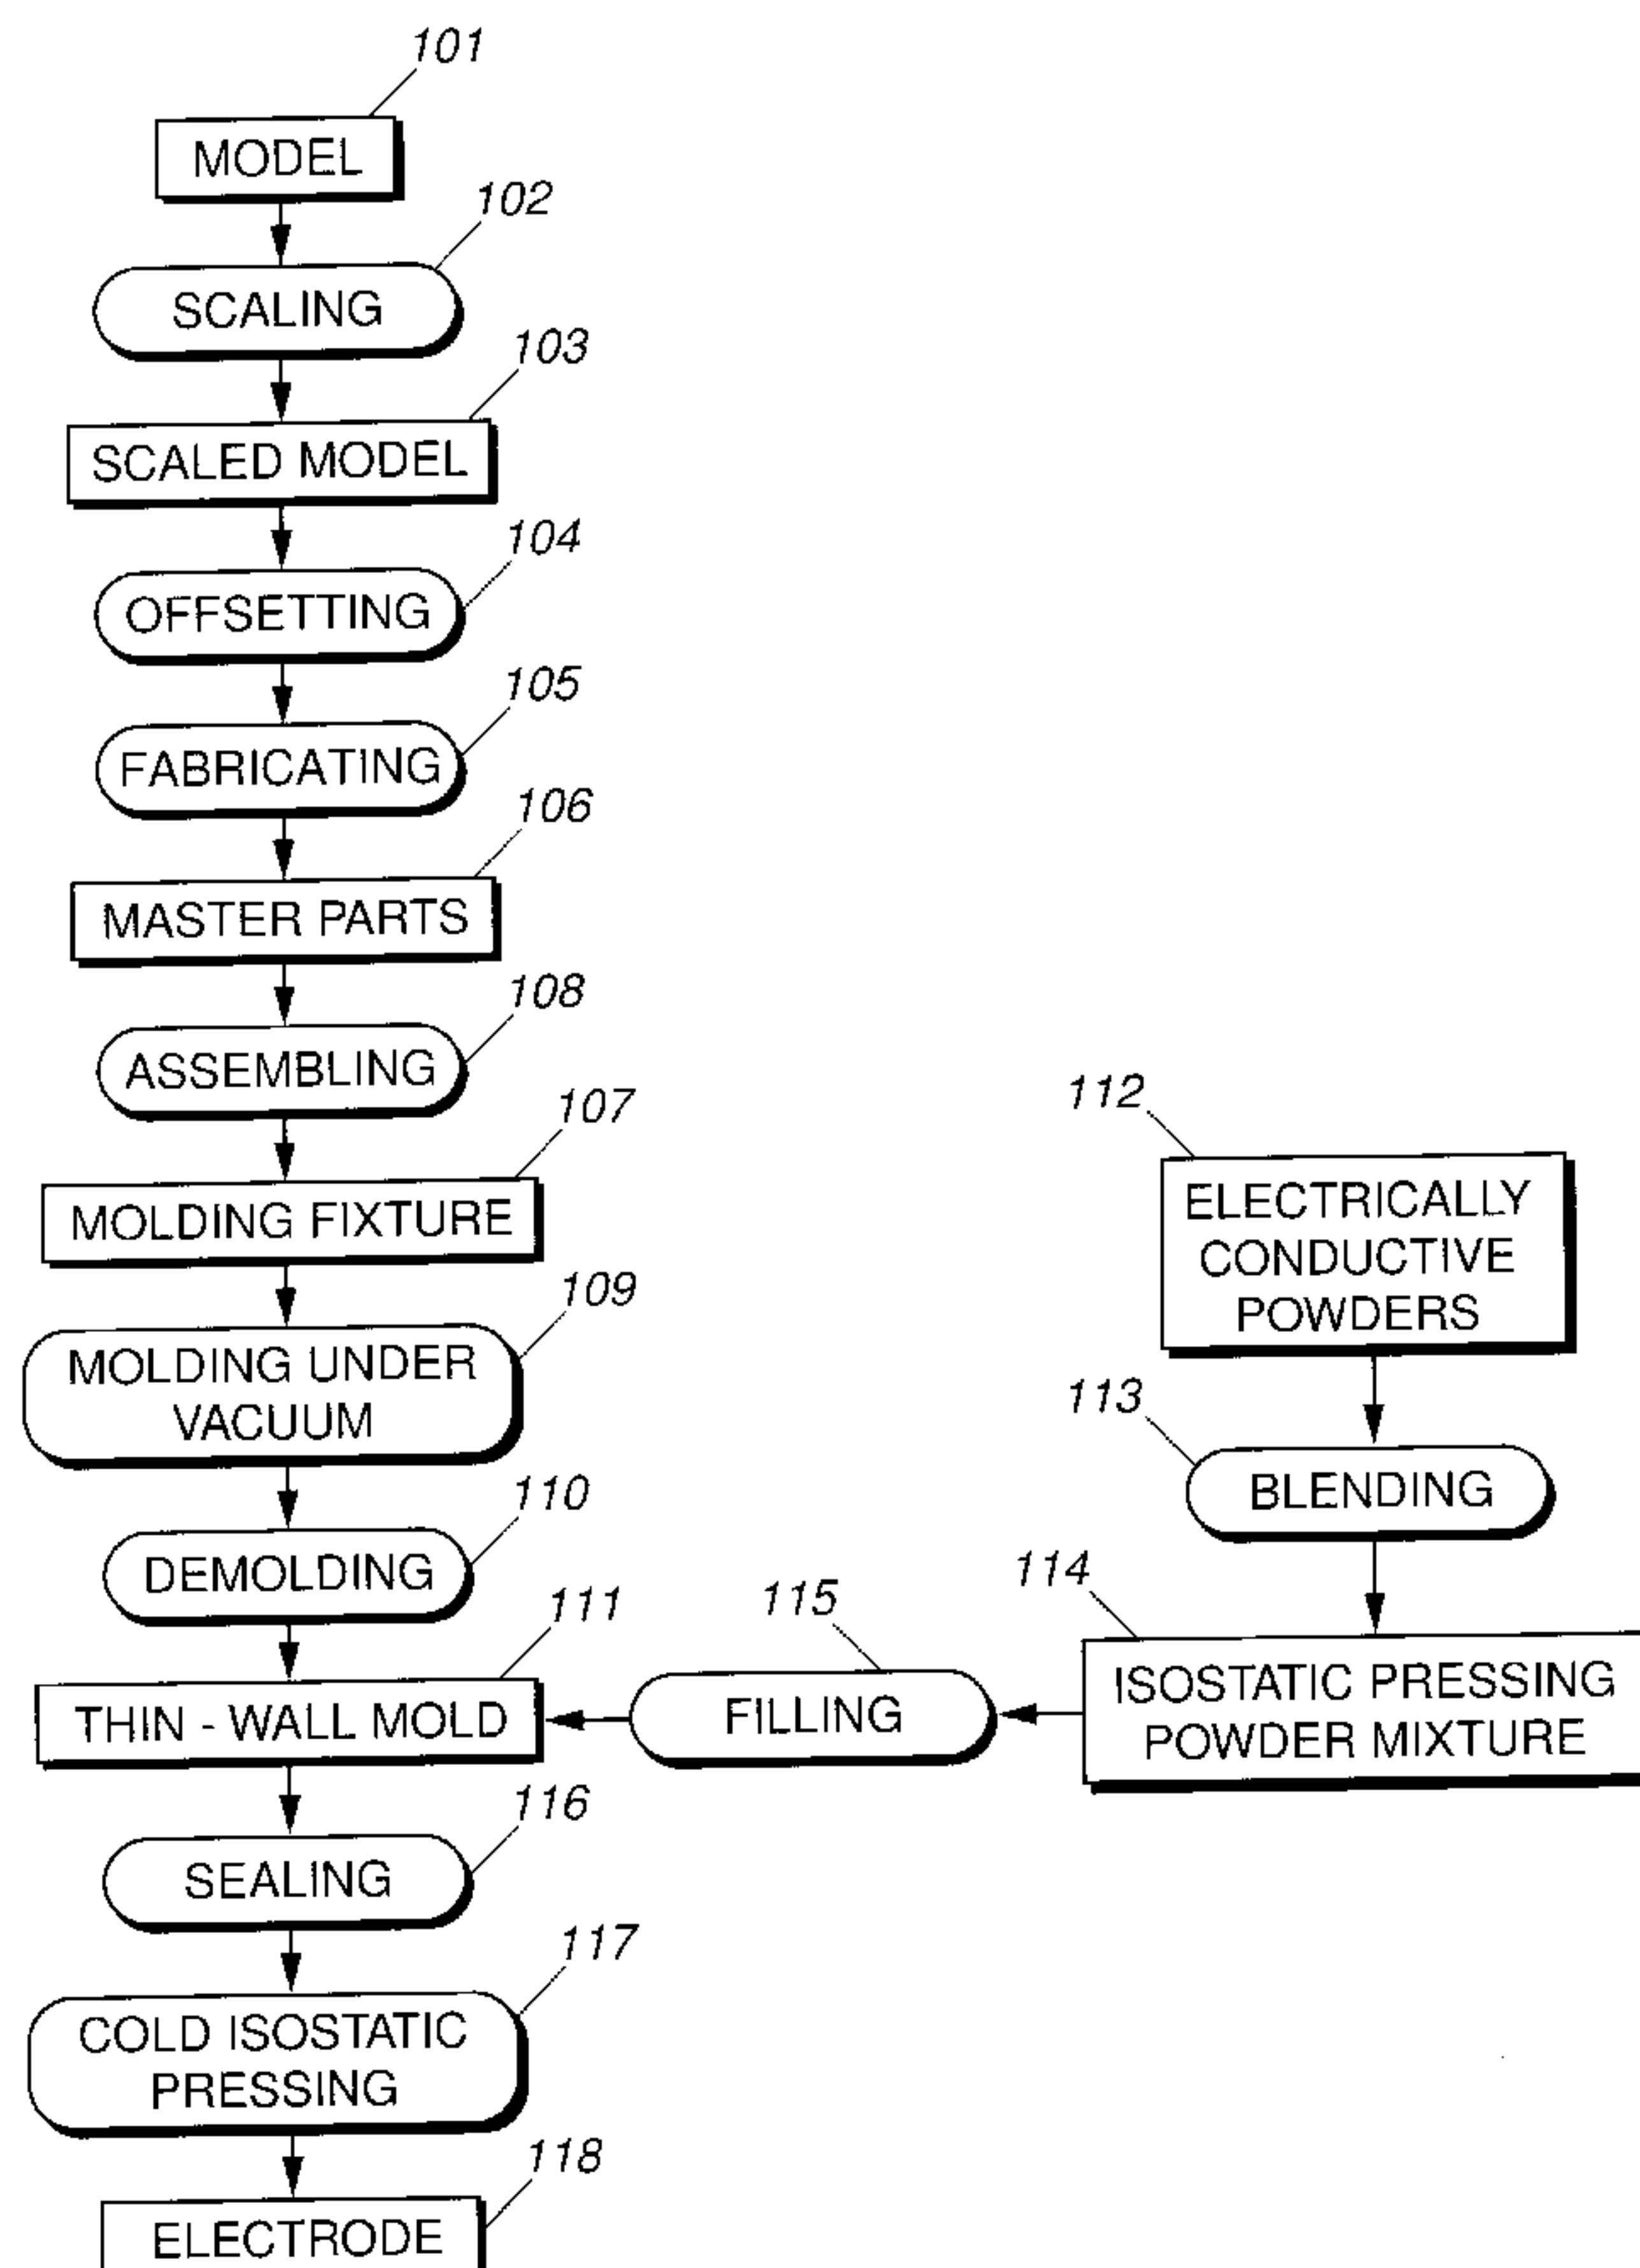 101
MODEL
102
SCALING
103
SCALED MODEL
104
OFFSETTING
105
FABRICATING
106
MASTER PARTS
108
ASSEMBLING
107
MOLDING FIXTURE
109
MOLDING UNDER
VACUUM
110
DEMOLDING
111
THIN - WALL MOLD
112
ELECTRICALLY
CONDUCTIVE
POWDERS
113
BLENDING
114
ISOSTATIC PRESSING
POWDER MIXTURE
115
FILLING
116
SEALING
117
COLD ISOSTATIC
PRESSING
118
ELECTRODE